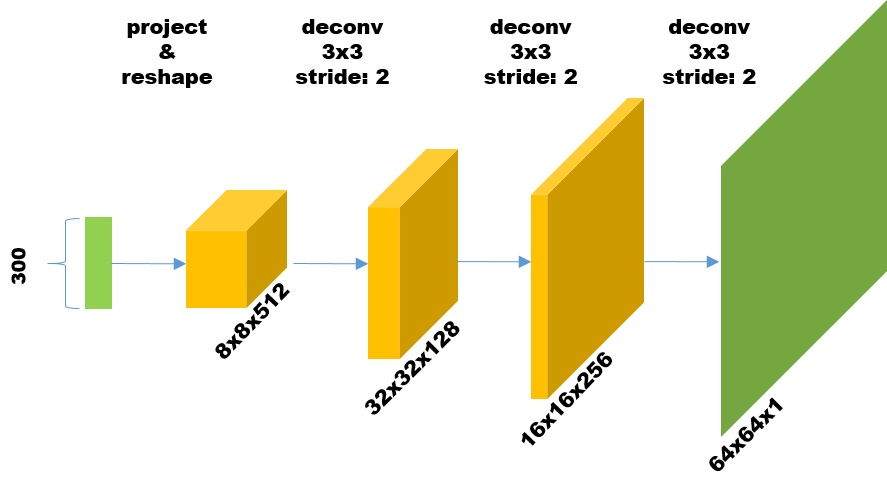 project
&
reshape
deconv
3x3
stride: 2
deconv
3x3
stride: 2
deconv
3x3
stride: 2
300
8x8x512
32x32x128
16x16x256
64x64x1